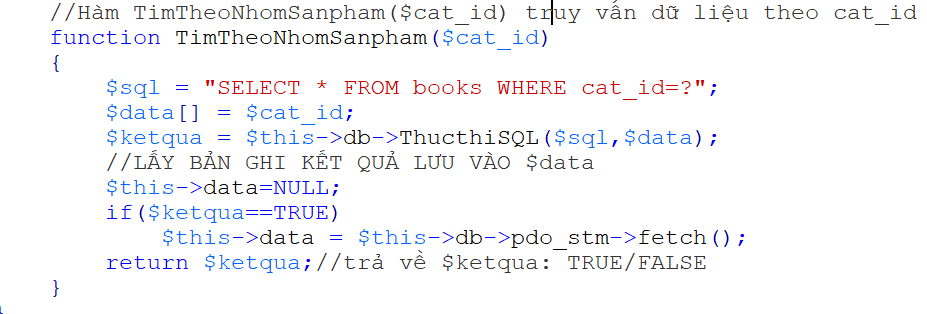 //Hàm TimTheoNhomSanpham($cat_id) truy vấn dữ liệu theo cat_id
function TimTheoNhomSanpham($cat_id)
{
$sql = "SELECT * FROM books WHERE cat_id=?";
$data[] = $cat_id;
$ketqua = $this->db->ThucthiSQL($sql,$data);
//LẤY BẢN GHI KẾT QUẢ LƯU VÀO $data
$this->data=NULL;
if($ketqua==TRUE)
$this->data = $this->db->pdo_stm->fetch();
return $ketqua;//trả về $ketqua: TRUE/FALSE
}